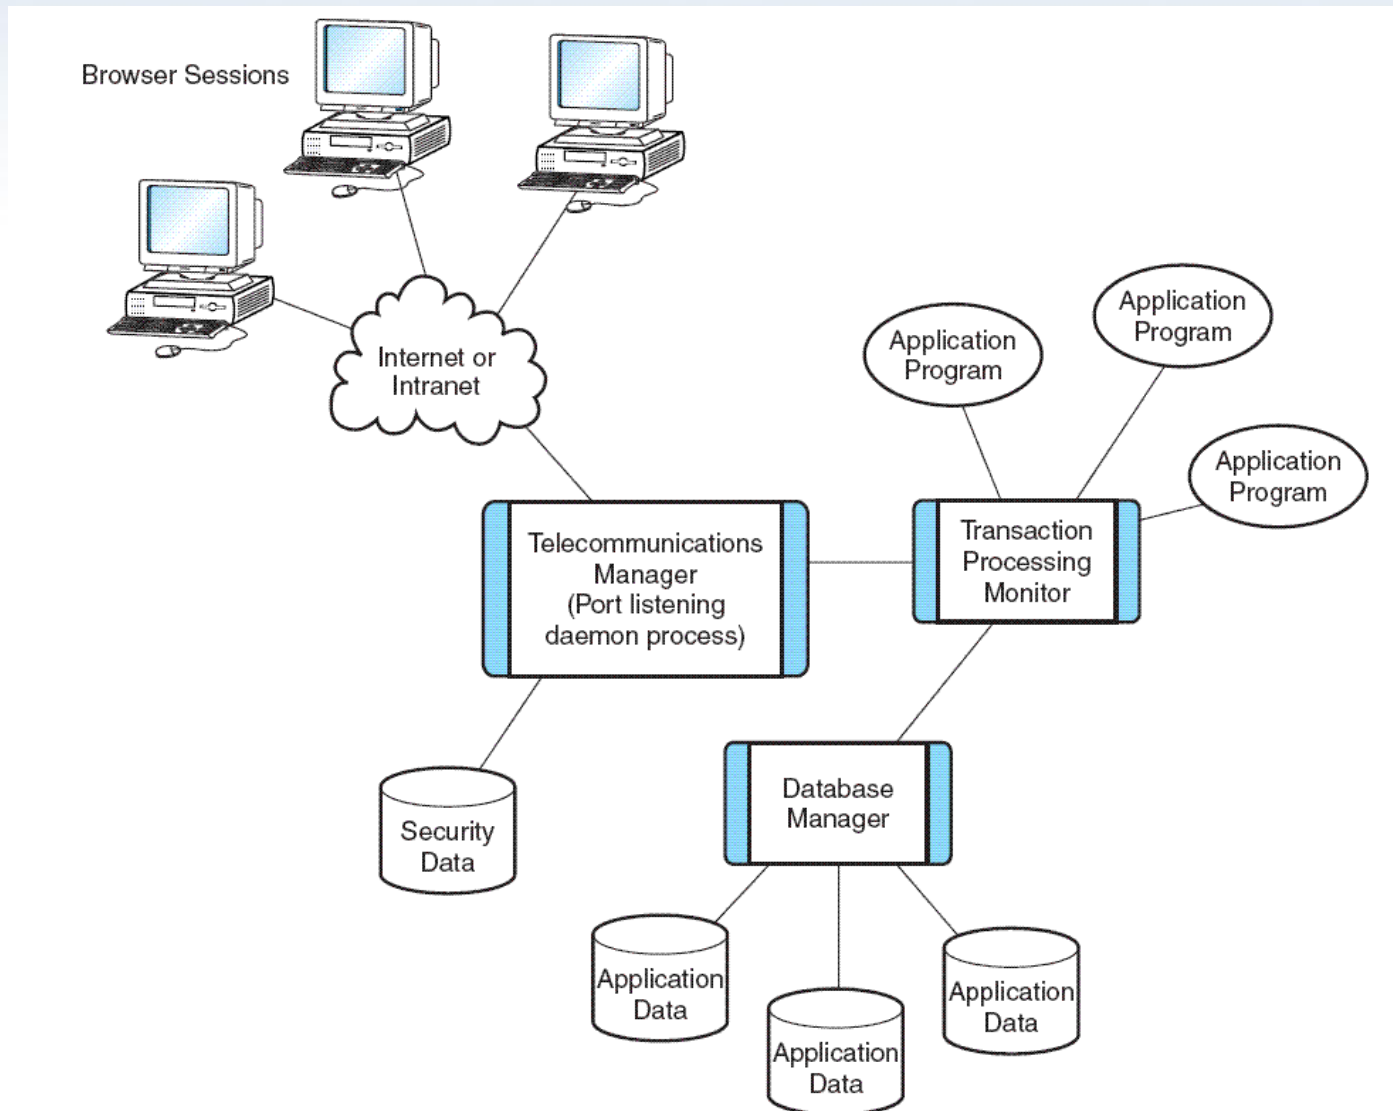 Browser Sessions
Internet or
Intranet
Application
Program
Application
Program
Application
Program
Telecommunications
Manager
(Port listening
daemon process)
Transaction
Processing
Monitor
Security
Data
Database
Manager
Application
Data
Application
Data
Application
Data